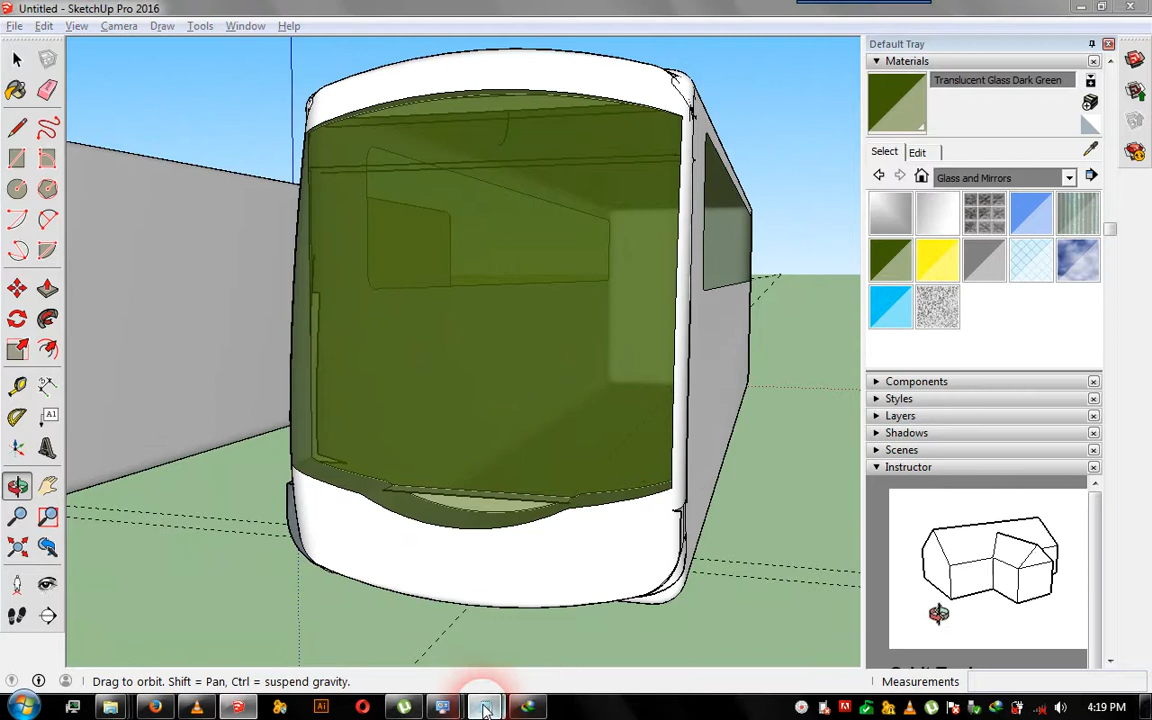 Untitled - SketchUp Pro 2016
File Edit View Camera Draw Tools Window Help
Default Tray
Materials
Translucent Glass Dark Green
Select Edit
Glass and Mirrors
Components
Styles
Layers
Shadows
Scenes
Instructor
A1
Drag to orbit. Shift = Pan, Ctrl = suspend gravity.
Measurements
Ai
4:19 PM